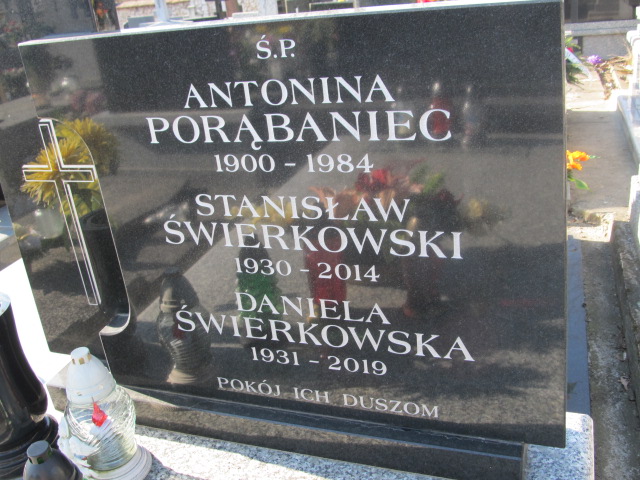 Ś.P.
ANTONINA
PORĄBANIEC
1900 - 1984
STANISŁAW
ŚWIERKOWSKI
1930 - 2014
DANIELA
ŚWIERKOWSKA
1931 - 2019
POKÓJ ICH DUSZOM